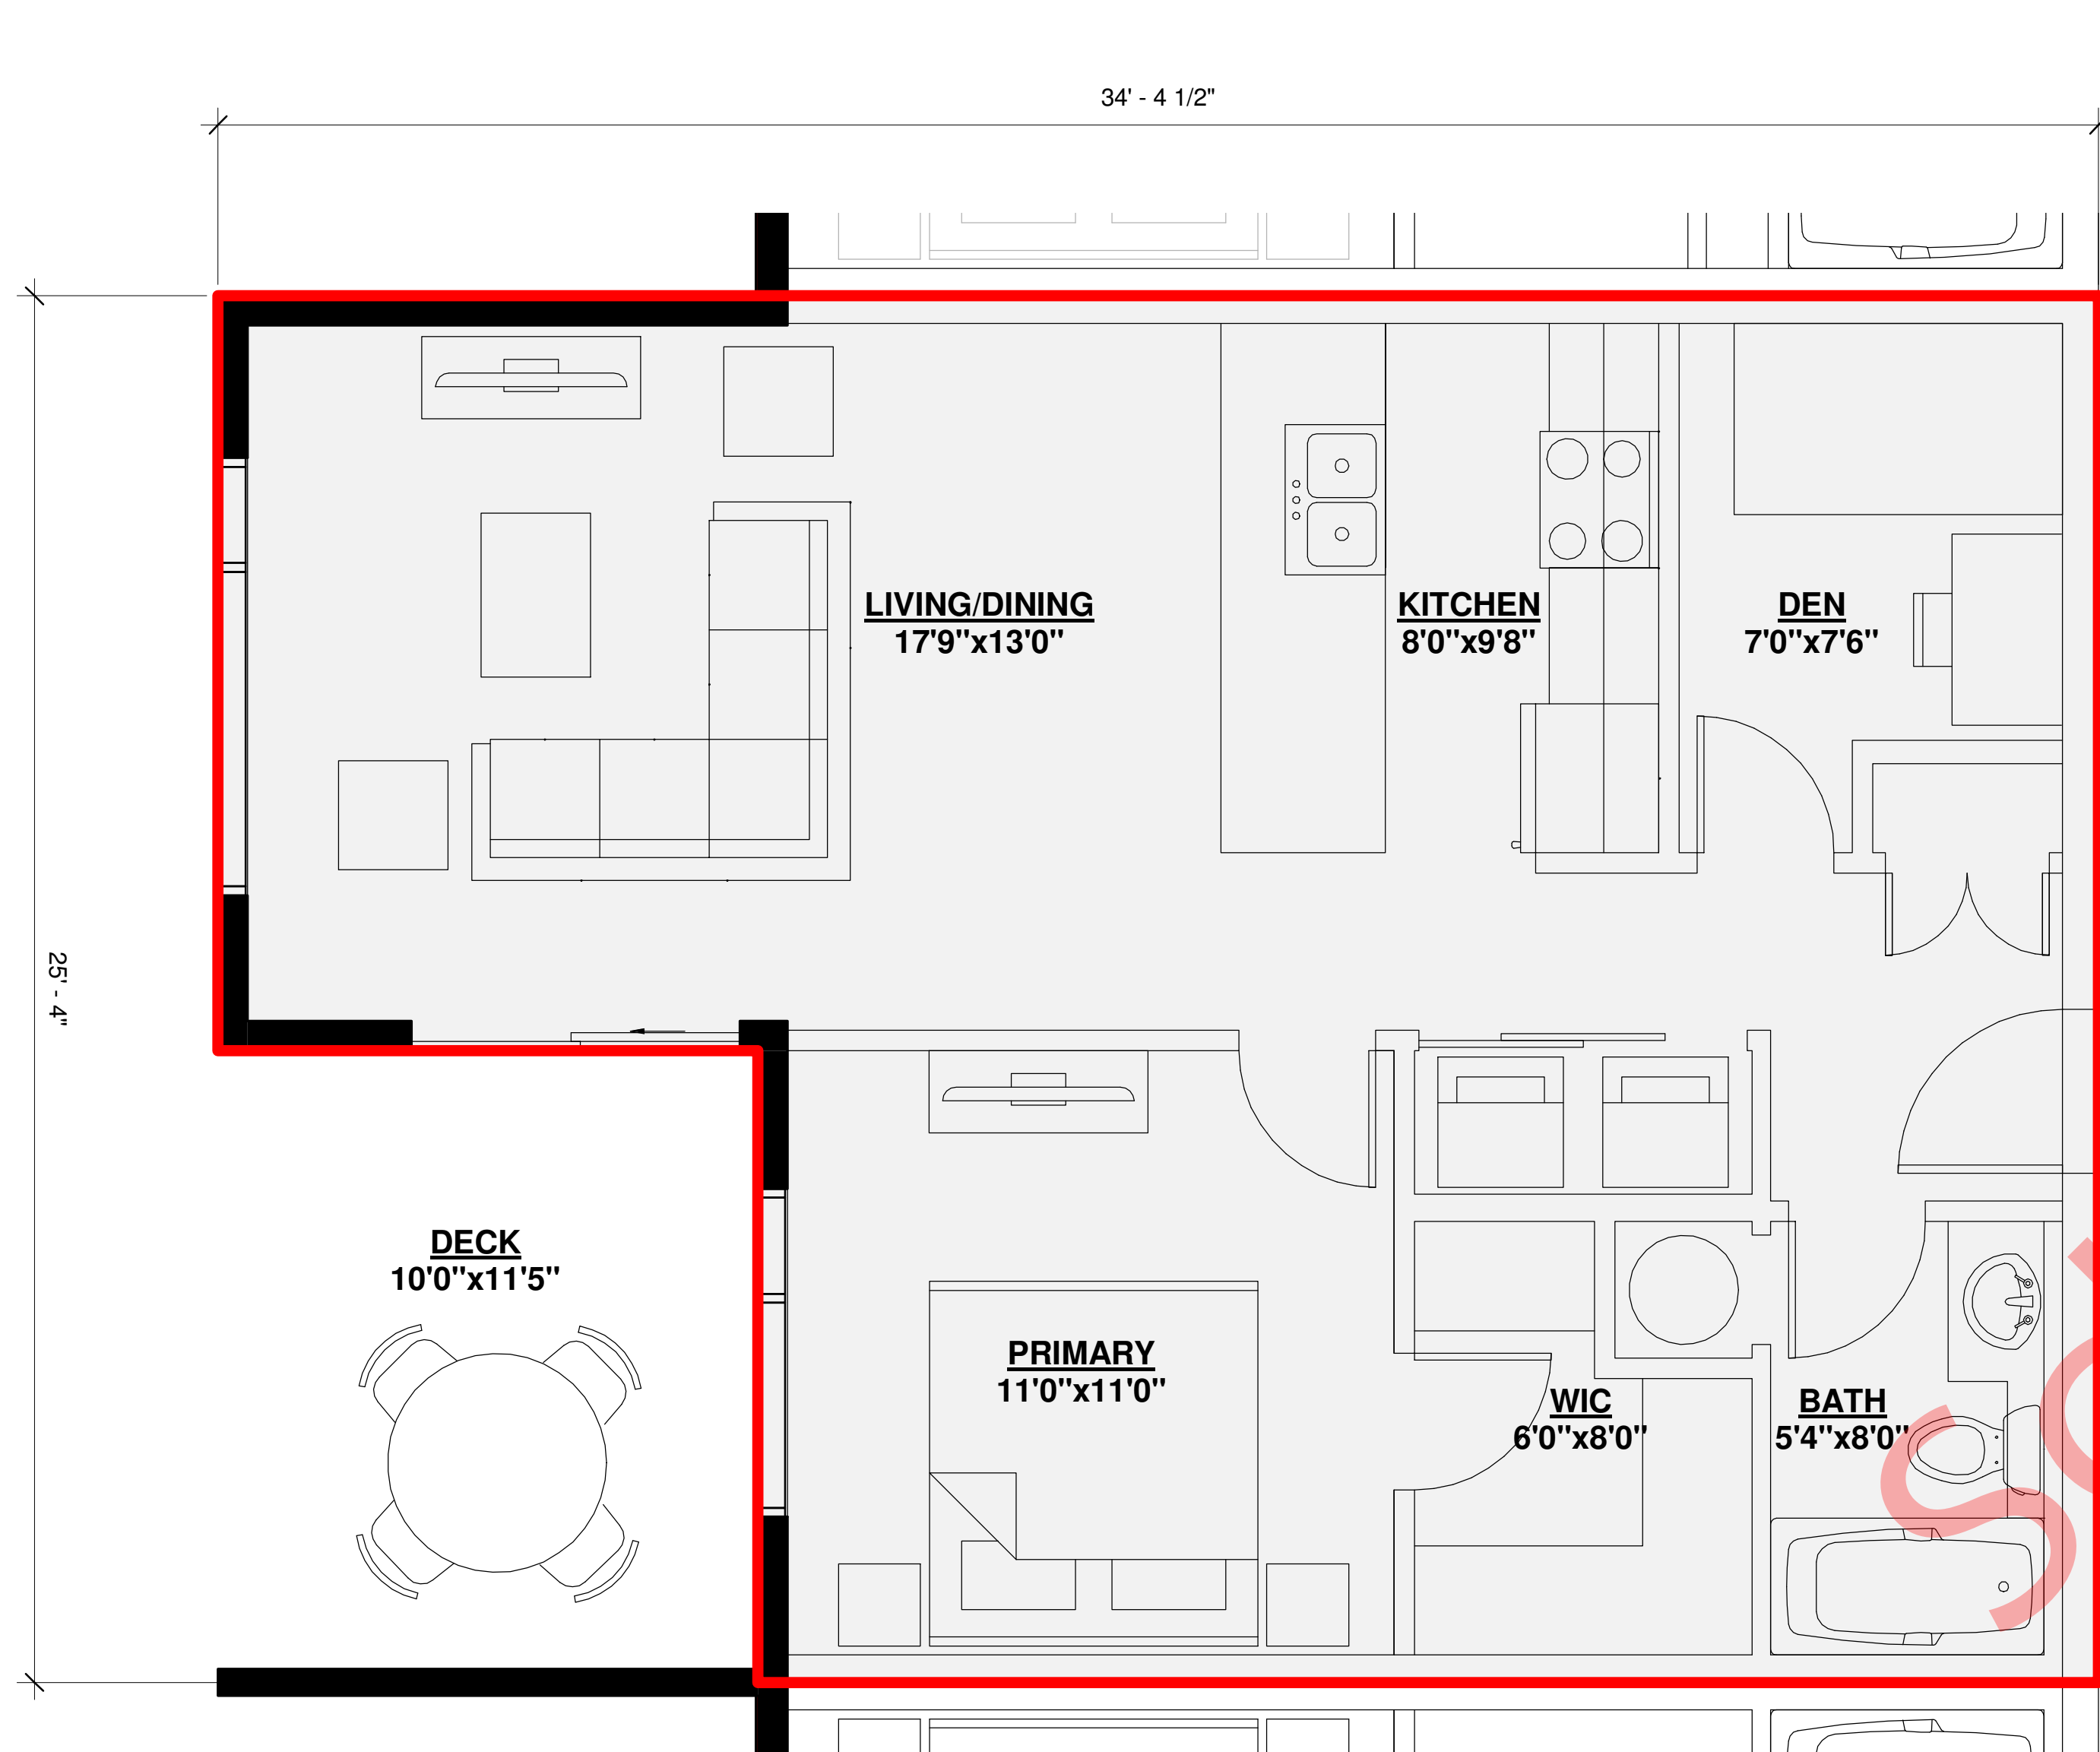 34' - 4 1/2"
LIVING/DINING
17'9"x13'0"
KITCHEN
8'0"x9'8"
DEN
7'0"x7'6"
25' - 4"
DECK
10'0"x11'5"
PRIMARY
11'0"x11'0"
WIC
6'0"x8'0"
BATH
5'4"x8'0"